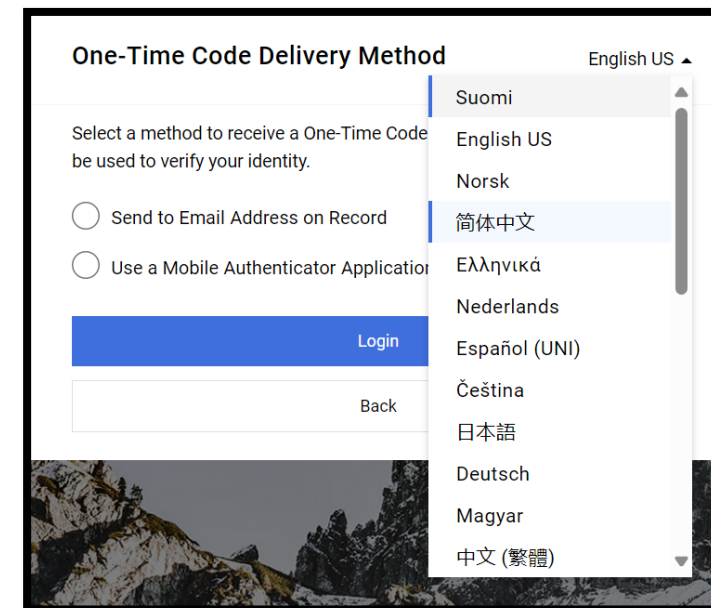 One-Time Code Delivery Method
English US
Select a method to receive a One-Time Code
be used to verify your identity.
Send to Email Address on Record
Use a Mobile Authenticator Application
Login
Back
Suomi
English US
Norsk
简体中文
Ελληνικά
Nederlands
Español (UNI)
Čeština
日本語
Deutsch
Magyar
中文 (繁體)